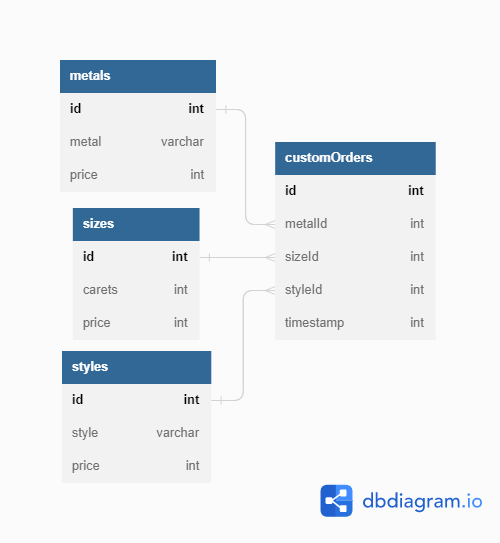 metals
id int
metal varchar
price int
sizes
id int
carets int
price int
styles
id int
style varchar
price int
customOrders
id int
metalId int
sizeId int
styleId int
timestamp int
dbdiagram.io